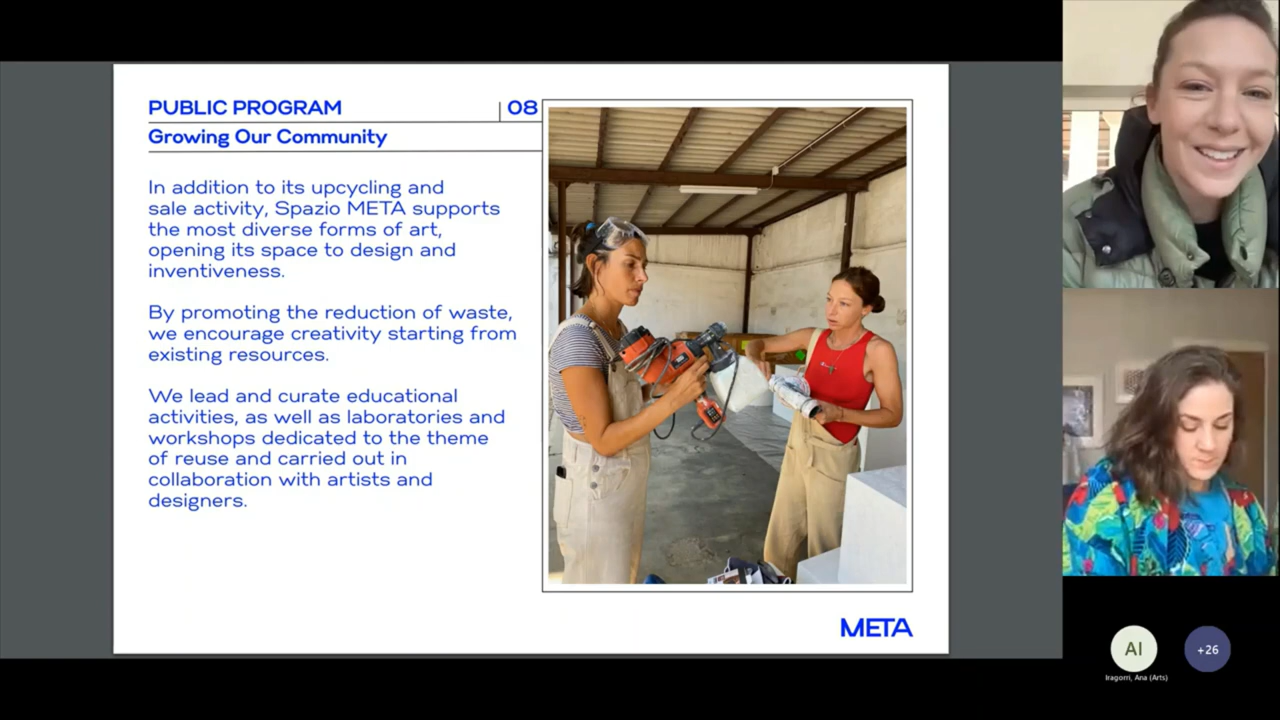 PUBLIC PROGRAM
08
Growing Our Community
In addition to its upcycling and
sale activity, Spazio META supports
the most diverse forms of art,
opening its space to design and
inventiveness.
By promoting the reduction of waste,
we encourage creativity starting from
existing resources.
We lead and curate educational
activities, as well as laboratories and
workshops dedicated to the theme
of reuse and carried out in
collaboration with artists and
designers.
META
AI
+26
Iragorri, Ana (Arts)